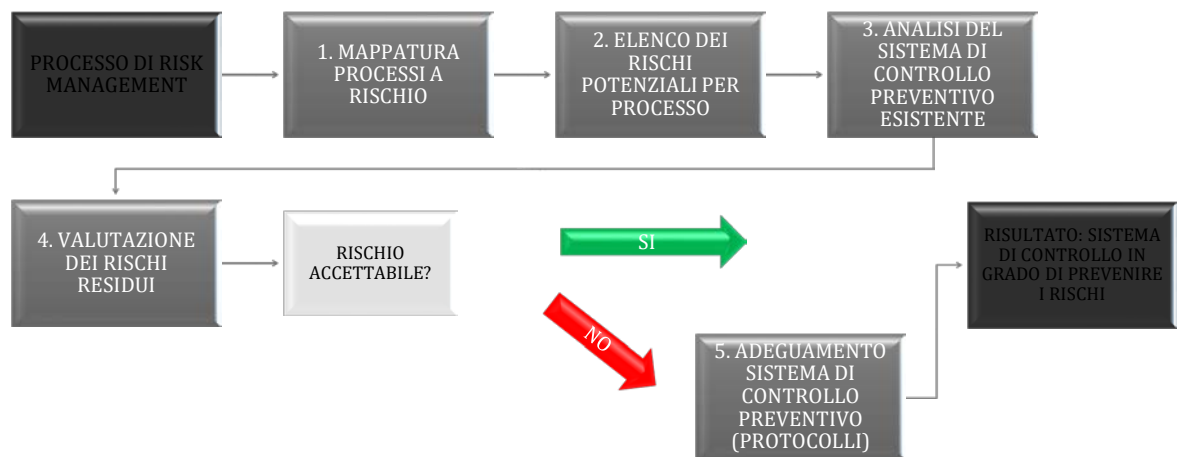 PROCESSO DI RISK
MANAGEMENT
1. MAPPATURA
PROCESSI A
RISCHIO
2. ELENCO DEI
RISCHI
POTENZIALI PER
PROCESSO
3. ANALISI DEL
SISTEMA DI
CONTROLLO
PREVENTIVO
ESISTENTE
4. VALUTAZIONE
DEI RISCHI
RESIDUI
RISCHIO
ACCETTABILE?
SI
NO
5. ADEGUAMENTO
SISTEMA DI
CONTROLLO
PREVENTIVO
(PROTOCOLLI)
RISULTATO: SISTEMA
DI CONTROLLO IN
GRADO DI PREVENIRE
I RISCHI